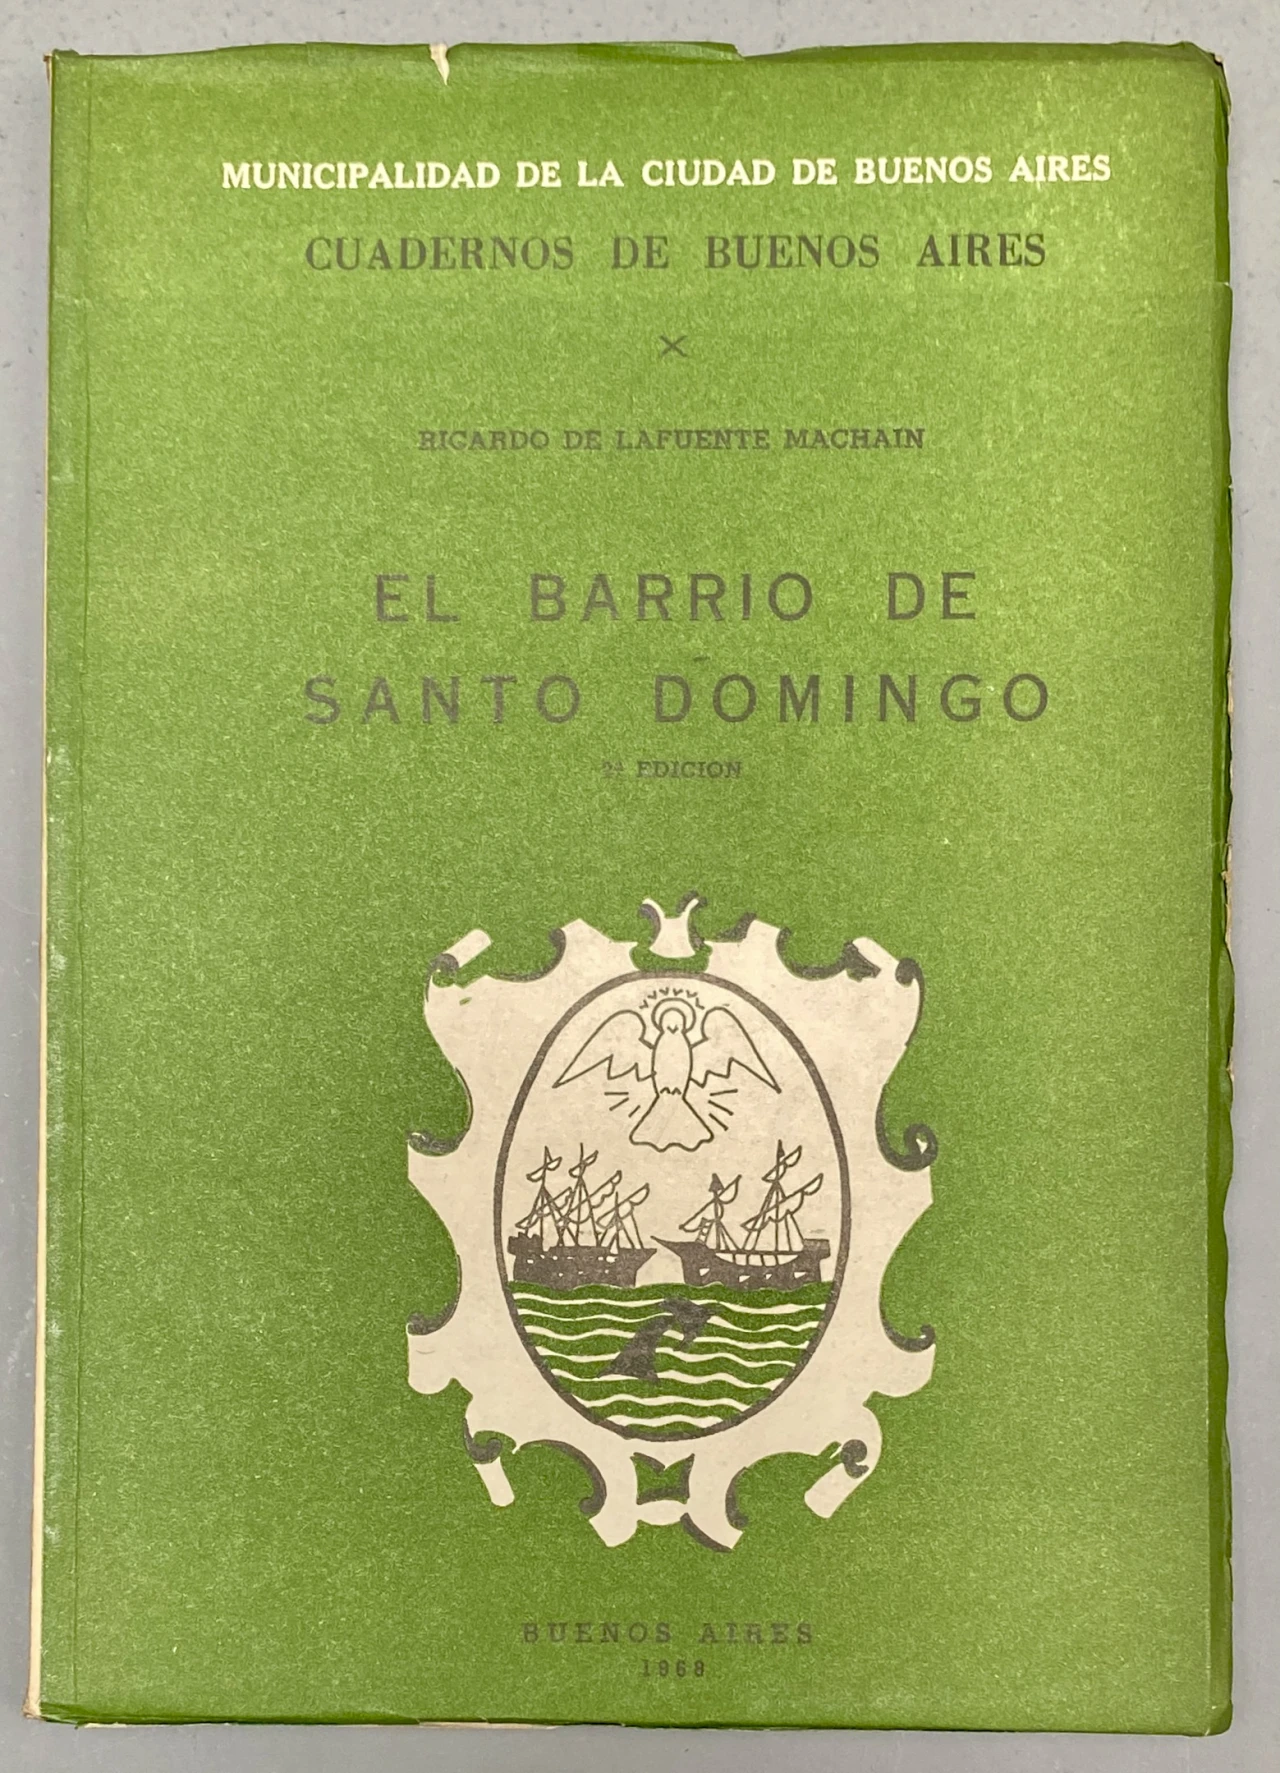 MUNICIPALIDAD DE LA CIUDAD DE BUENOS AIRES
CUADERNOS DE BUENOS AIRES
X
RICARDO DE LAFUENTE MACHAIN
EL BARRIO DE
SANTO DOMINGO
2ª EDICION
BUENOS AIRES
1968